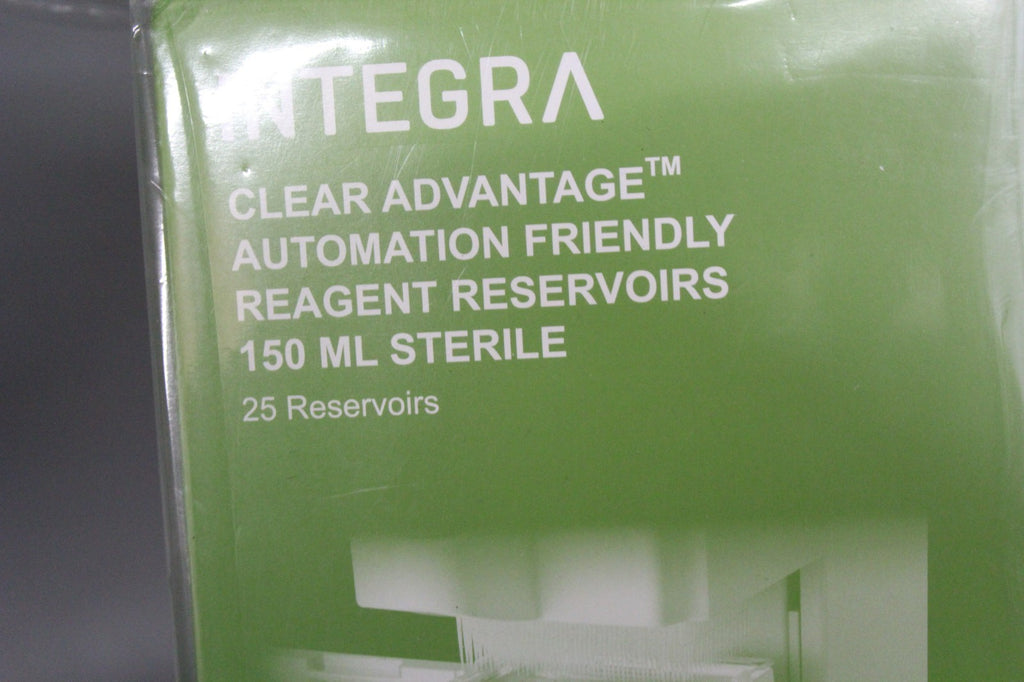 INTEGRA
CLEAR ADVANTAGE™
AUTOMATION FRIENDLY
REAGENT RESERVOIRS
150 ML STERILE
25 Reservoirs